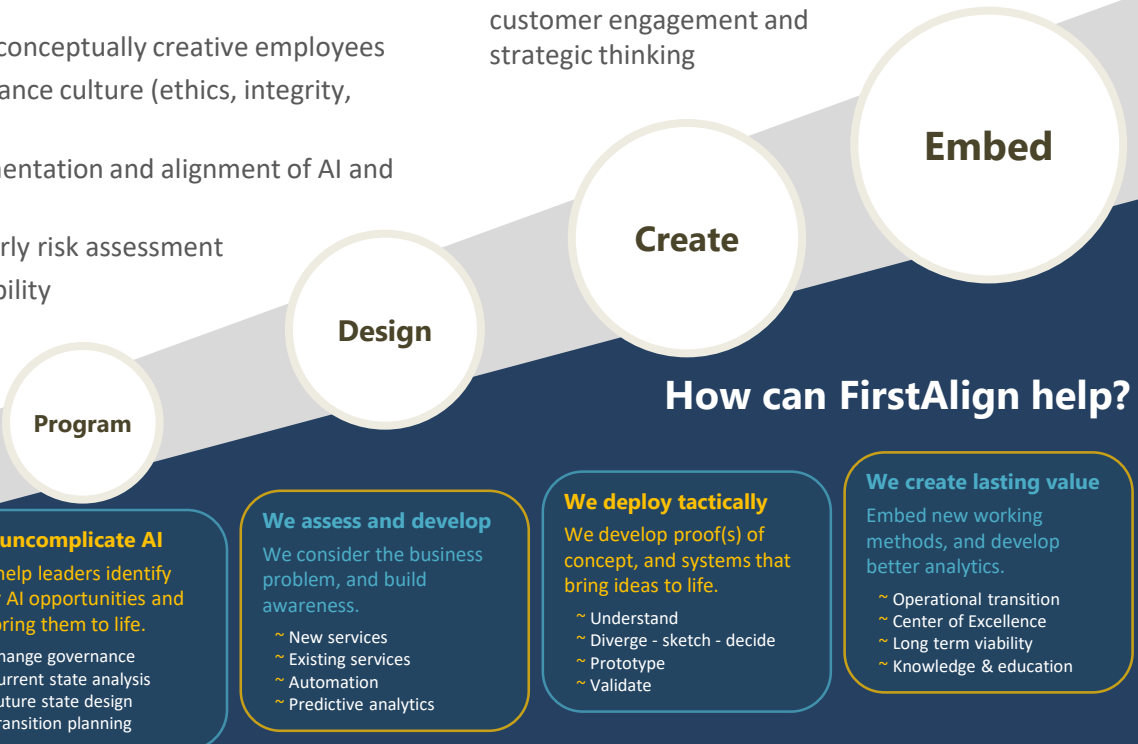 conceptually creative employees
ance culture (ethics, integrity,
entation and alignment of AI and
rly risk assessment
bility
customer engagement and
strategic thinking
Embed
Create
Design
Program
How can FirstAlign help?
uncomplicate AI
help leaders identify
AI opportunities and
bring them to life.
hange governance
urrent state analysis
uture state design
ransition planning
We assess and develop
We consider the business
problem, and build
awareness.
~ New services
~ Existing services
~ Automation
~ Predictive analytics
We deploy tactically
We develop proof(s) of
concept, and systems that
bring ideas to life.
~ Understand
~ Diverge - sketch - decide
~ Prototype
~ Validate
We create lasting value
Embed new working
methods, and develop
better analytics.
~ Operational transition
~ Center of Excellence
~ Long term viability
~ Knowledge & education